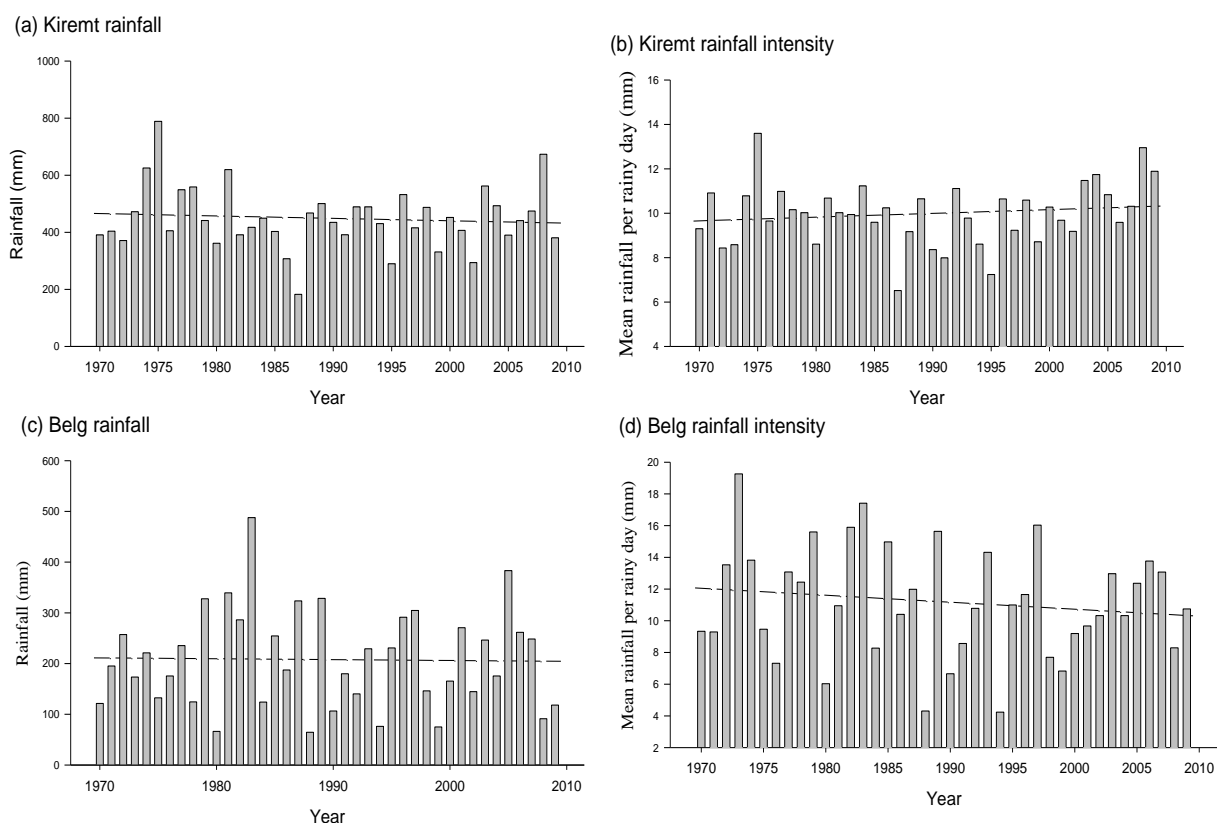 (a) Kiremt rainfall
Rainfall (mm)
1000
800
600
400
200
0
1970 1975 1980 1985 1990 1995 2000 2005 2010
Year
(b) Kiremt rainfall intensity
Mean rainfall per rainy day (mm)
16
14
12
10
8
6
4
1970 1975 1980 1985 1990 1995 2000 2005 2010
Year
(c) Belg rainfall
Rainfall (mm)
600
500
400
300
200
100
0
1970 1980 1990 2000 2010
Year
(d) Belg rainfall intensity
Mean rainfall per rainy day (mm)
20
18
16
14
12
10
8
6
4
2
1970 1975 1980 1985 1990 1995 2000 2005 2010
Year